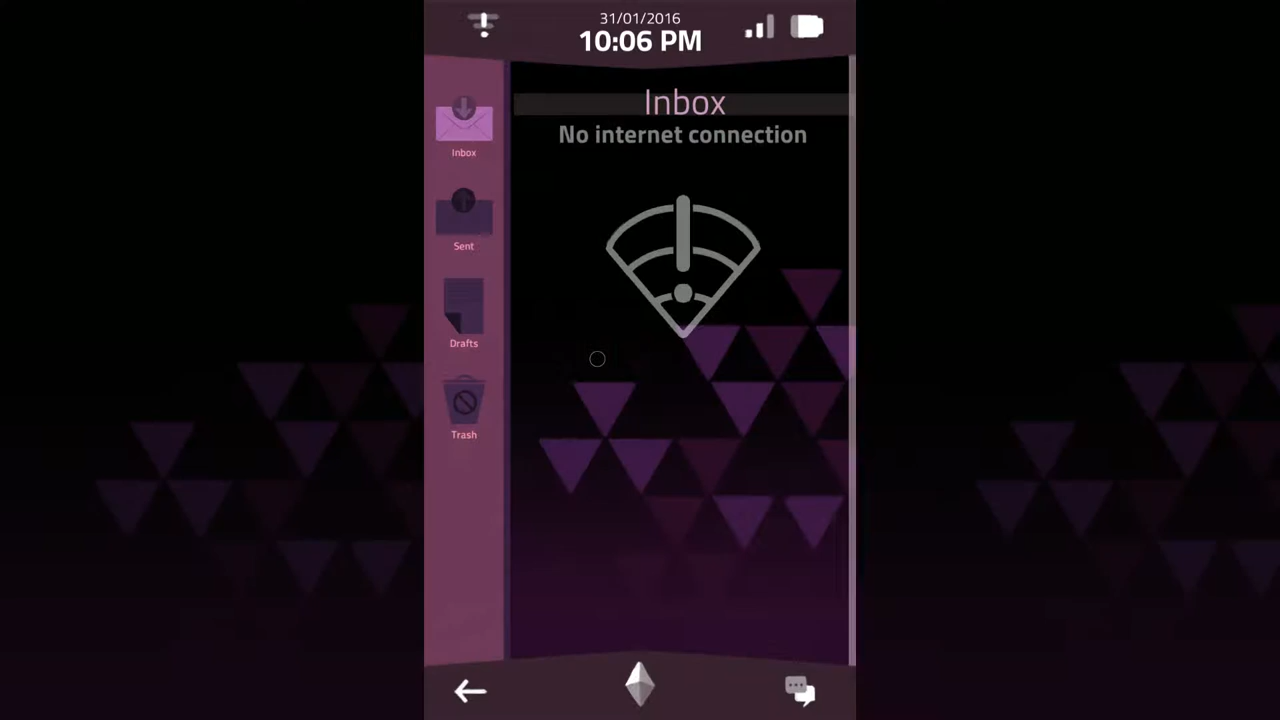 31/01/2016
10:06 PM
Inbox
No internet connection
Inbox
Sent
Drafts
Trash